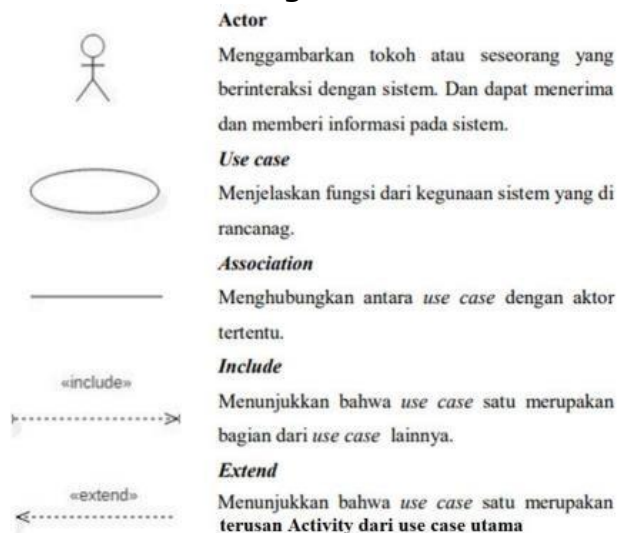 Actor
Menggambarkan tokoh atau seseorang yang
berinteraksi dengan sistem. Dan dapat menerima
dan memberi informasi pada sistem.
Use case
Menjelaskan fungsi dari kegunaan sistem yang di
rancanag.
Association
Menghubungkan antara use case dengan aktor
tertentu.
«include»
Include
Menunjukkan bahwa use case satu merupakan
bagian dari use case lainnya.
«extend»
Extend
Menunjukkan bahwa use case satu merupakan
terusan Activity dari use case utama